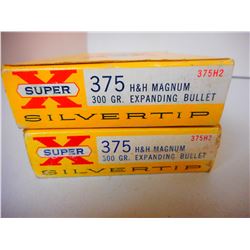 X
SUPER
375 H&H MAGNUM
375H2
300 GR. EXPANDING BULLET
SILVERTIP
X
SUPER
375 H&H MAGNUM
375H2
300 GR. EXPANDING BULLET
SILVERTIP